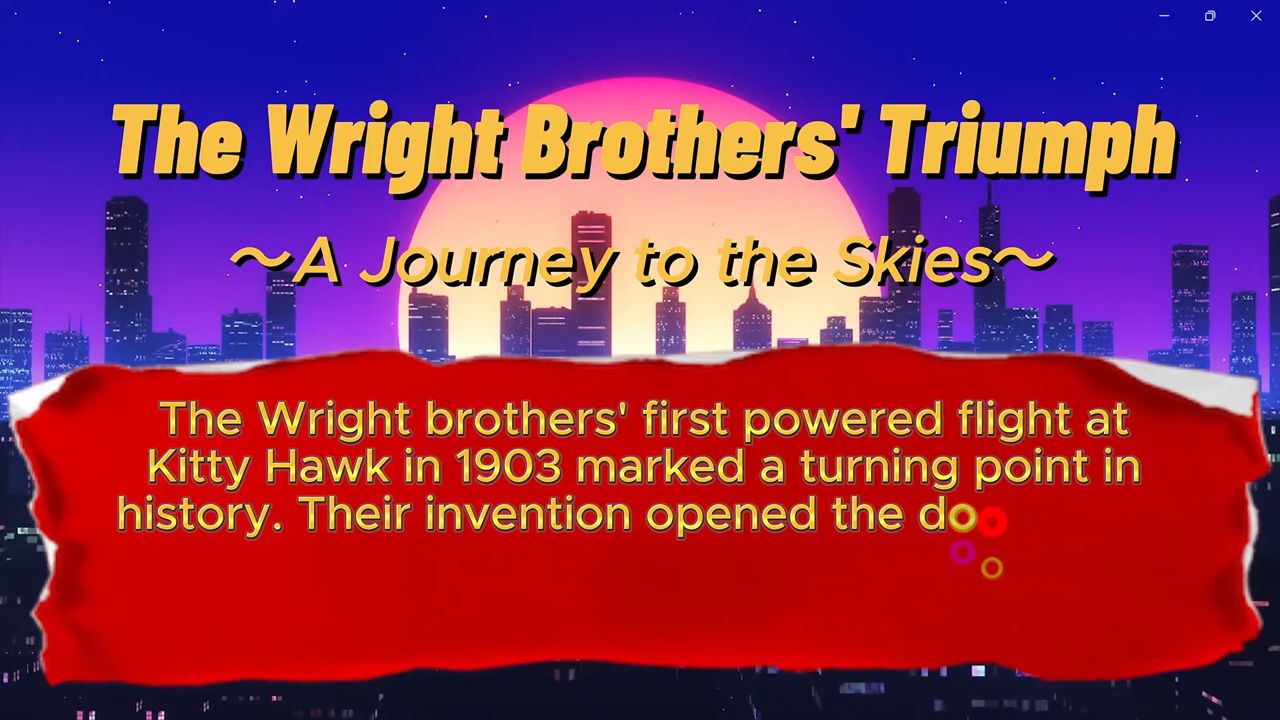 The Wright Brothers' Triumph
～A Journey to the Skies～
The Wright brothers' first powered flight at
Kitty Hawk in 1903 marked a turning point in
history. Their invention opened the do